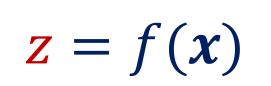 z = f(x)